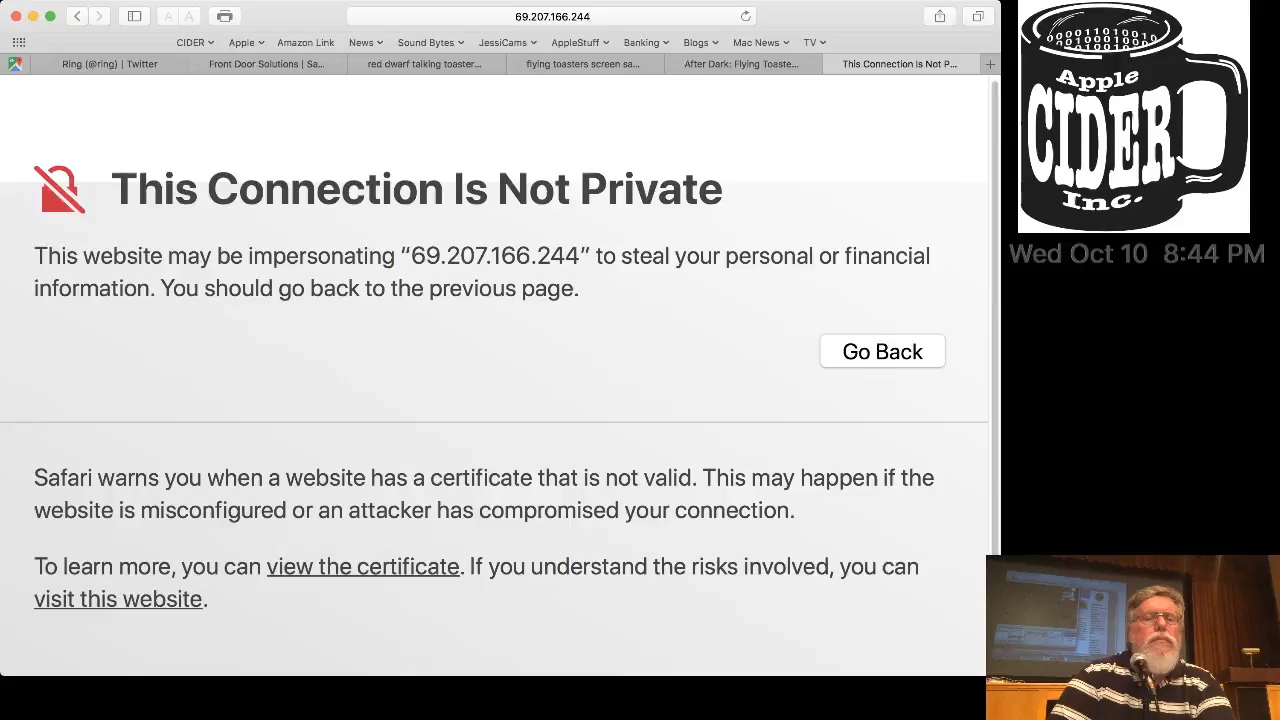 69.207.166.244
CIDER Apple Amazon Link News Sound Bytes JessiCams AppleStuff Banking Blogs Mac News TV
Ring (@ring) | Twitter Front Door Solutions | Sa... red dwarf talking toaster... flying toasters screen sa... After Dark: Flying Toaste... This Connection Is Not P...
This Connection Is Not Private
This website may be impersonating “69.207.166.244” to steal your personal or financial
information. You should go back to the previous page.
Go Back
Safari warns you when a website has a certificate that is not valid. This may happen if the
website is misconfigured or an attacker has compromised your connection.
To learn more, you can view the certificate. If you understand the risks involved, you can
visit this website.
Apple
CIDER
Inc.
Wed Oct 10 8:44 PM